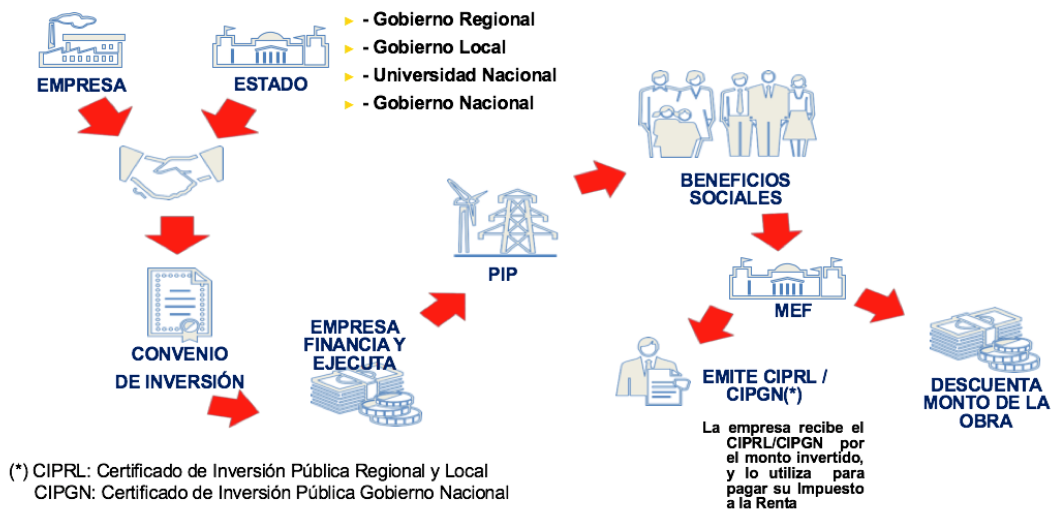 EMPRESA
ESTADO
- Gobierno Regional
- Gobierno Local
- Universidad Nacional
- Gobierno Nacional
CONVENIO
DE INVERSIÓN
EMPRESA
FINANCIA Y
EJECUTA
PIP
BENEFICIOS
SOCIALES
MEF
EMITE CIPRL /
CIPGN(*)
La empresa recibe el
CIPRL/CIPGN por
el monto invertido,
y lo utiliza para
pagar su Impuesto
a la Renta
DESCUENTA
MONTO DE LA
OBRA
(*) CIPRL: Certificado de Inversión Pública Regional y Local
CIPGN: Certificado de Inversión Pública Gobierno Nacional